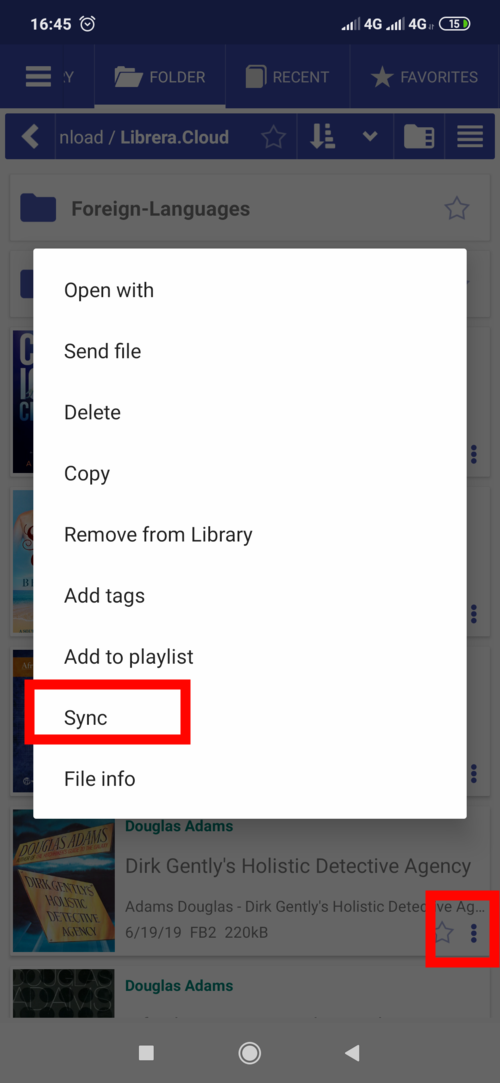 16:45
4G
4G
15
RY
FOLDER
RECENT
FAVORITES
nload / Librera.Cloud
Foreign-Languages
Open with
Send file
Delete
Copy
Remove from Library
Add tags
Add to playlist
Sync
File info
Douglas Adams
DOUGLAS ADAMS
DIRK GENTLY'S
HOLISTIC
DETECTIVE
AGENCY
Dirk Gently's Holistic Detective Agency
Adams Douglas - Dirk Gently's Holistic Detective Ag...
6/19/19 FB2 220kB
Douglas Adams